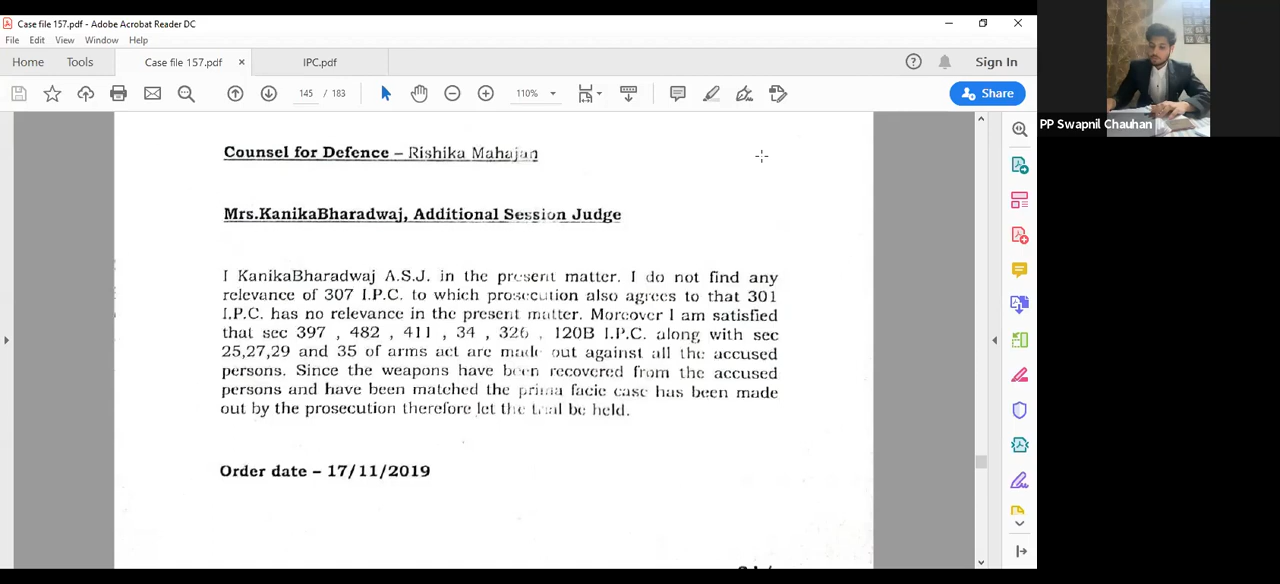 Case file 157.pdf - Adobe Acrobat Reader DC
File Edit View Window Help
Home Tools Case file 157.pdf × IPC.pdf Sign In
145 / 183 110% Share
PP Swapnil Chauhan
Counsel for Defence – Rishika Mahajan
Mrs.KanikaBharadwaj, Additional Session Judge
I KanikaBharadwaj A.S.J. in the present matter. I do not find any
relevance of 307 I.P.C. to which prosecution also agrees to that 301
I.P.C. has no relevance in the present matter. Moreover I am satisfied
that sec 397 , 482 , 411 , 34 , 326 , 120B I.P.C. along with sec
25,27,29 and 35 of arms act are made out against all the accused
persons. Since the weapons have been recovered from the accused
persons and have been matched the prima facie case has been made
out by the prosecution therefore let the trial be held.
Order date – 17/11/2019